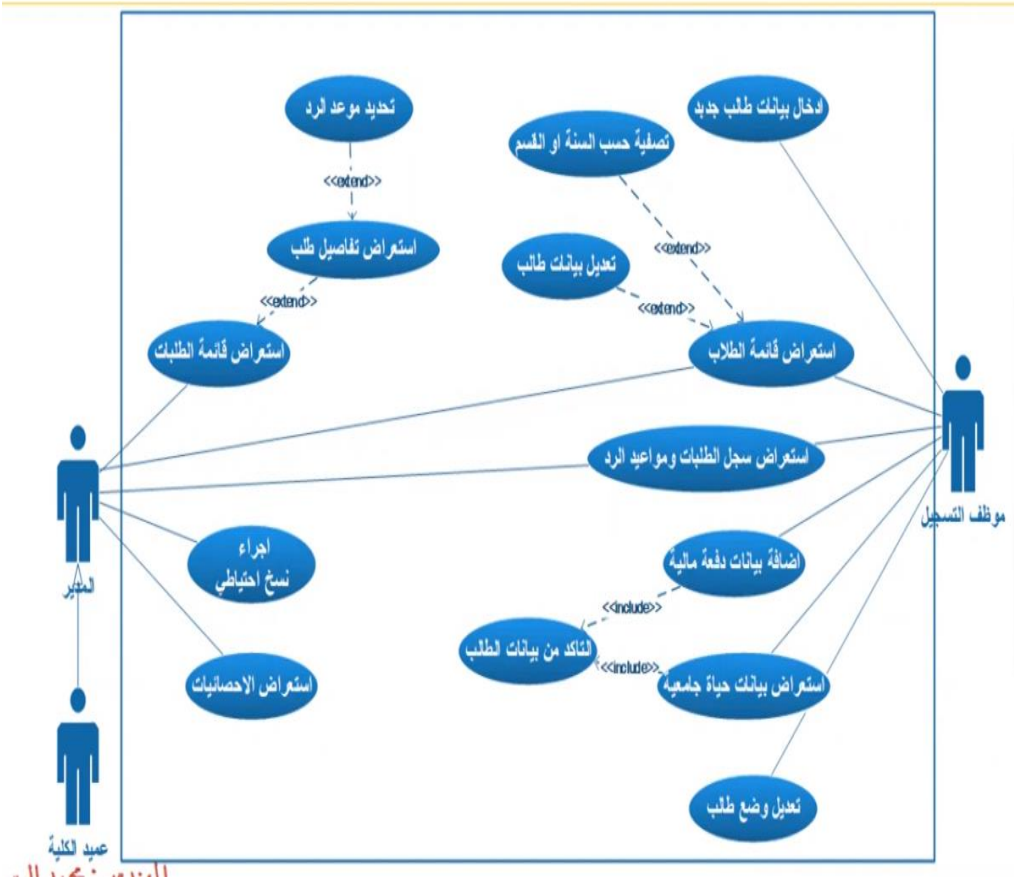 ادخال بيانات طالب جديد
تحديد موعد الرد
تصفية حسب السنة او القسم
<<extend>>
استعراض تفاصيل طلب
<<extend>>
تعديل بيانات طالب
<<extend>>
<<extend>>
استعراض قائمة الطلاب
استعراض قائمة الطلبات
استعراض سجل الطلبات ومواعيد الرد
موظف التسجيل
اجراء
نسخ احتياطي
اضافة بيانات دفعة مالية
المدير
<<include>>
التاكد من بيانات الطالب
<<include>>
استعراض بيانات حياة جامعية
استعراض الاحصائيات
تعديل وضع طالب
عميد الكلية